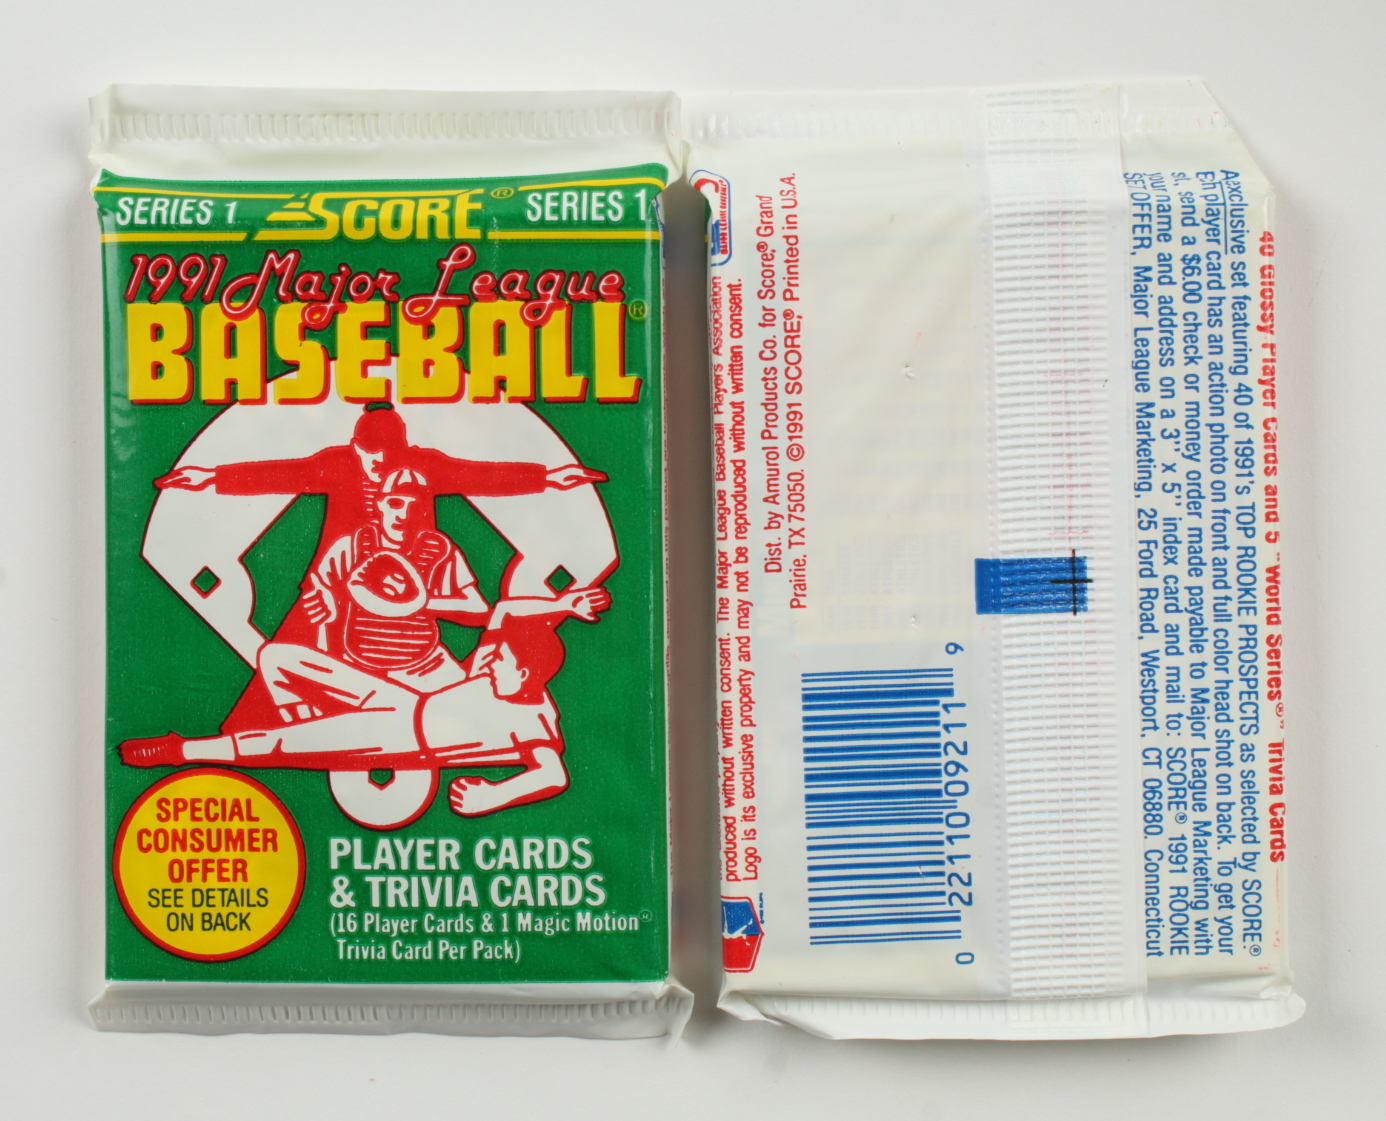 SERIES 1 SCORE® SERIES 1
1991 Major League
BASEBALL®
SPECIAL
CONSUMER
OFFER
SEE DETAILS
ON BACK
PLAYER CARDS
& TRIVIA CARDS
(16 Player Cards & 1 Magic Motion®
Trivia Card Per Pack)
40 Glossy Player Cards and 5 "World Series®" Trivia Cards
exclusive set featuring 40 of 1991's TOP ROOKIE PROSPECTS as selected by SCORE®
player card has an action photo on front and full color head shot on back. To get your
send a $6.00 check or money order made payable to Major League Marketing with
your name and address on a 3'' x 5'' index card and mail to: SCORE® 1991 ROOKIE
SET OFFER, Major League Marketing, 25 Ford Road, Westport, CT 06880. Connecticut
0 22110 09211 9
Dist. by Amurol Products Co. for Score,® Grand
Prairie, TX 75050. ©1991 SCORE,® Printed in U.S.A.
produced without written consent. The Major League Baseball Players Association
Logo is its exclusive property and may not be reproduced without written consent.